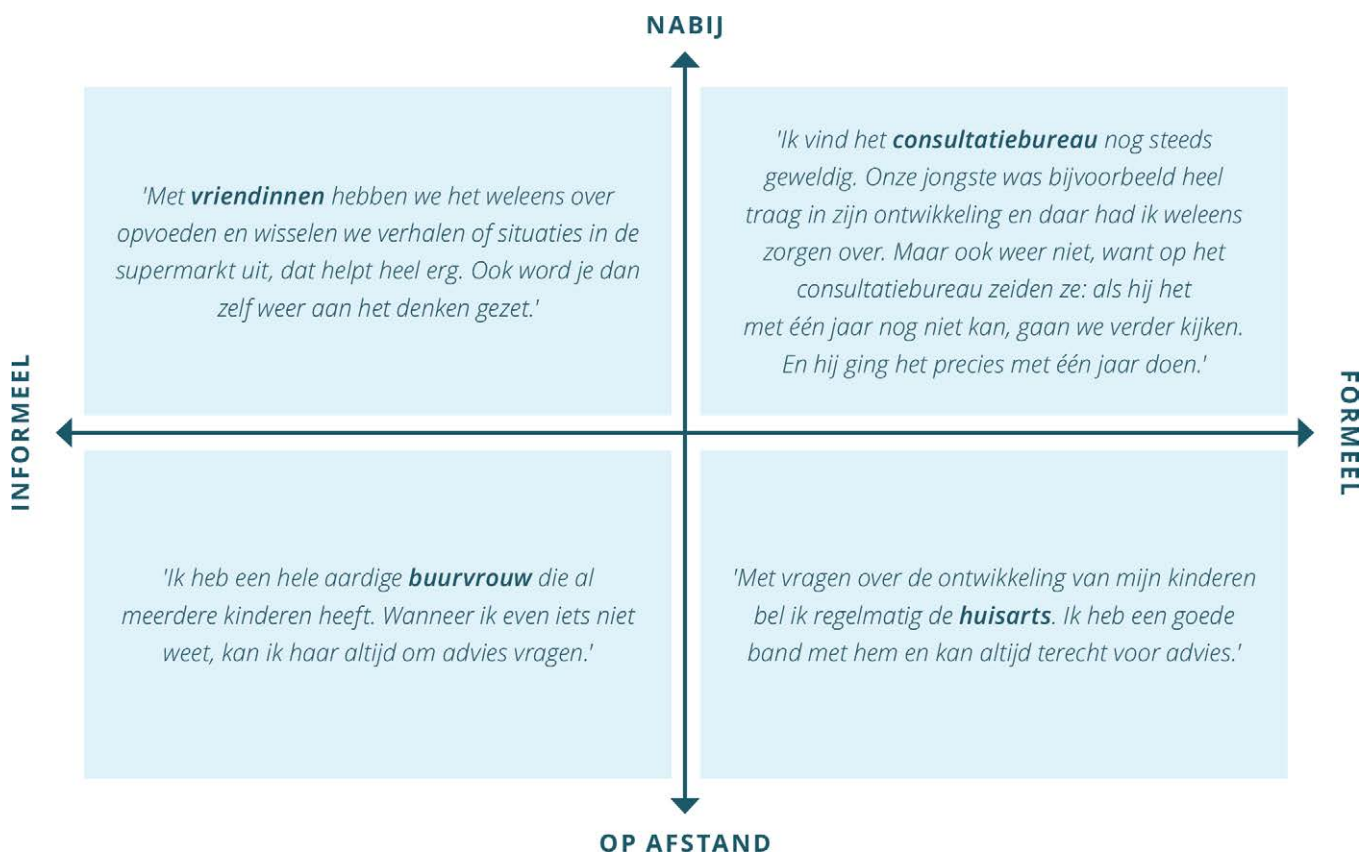 NABIJ
'Met vriendinnen hebben we het weleens over
opvoeden en wisselen we verhalen of situaties in de
supermarkt uit, dat helpt heel erg. Ook word je dan
zelf weer aan het denken gezet.'
'Ik vind het consultatiebureau nog steeds
geweldig. Onze jongste was bijvoorbeeld heel
traag in zijn ontwikkeling en daar had ik weleens
zorgen over. Maar ook weer niet, want op het
consultatiebureau zeiden ze: als hij het
met één jaar nog niet kan, gaan we verder kijken.
En hij ging het precies met één jaar doen.'
INFORMEEL
FORMEEL
'Ik heb een hele aardige buurvrouw die al
meerdere kinderen heeft. Wanneer ik even iets niet
weet, kan ik haar altijd om advies vragen.'
'Met vragen over de ontwikkeling van mijn kinderen
bel ik regelmatig de huisarts. Ik heb een goede
band met hem en kan altijd terecht voor advies.'
OP AFSTAND